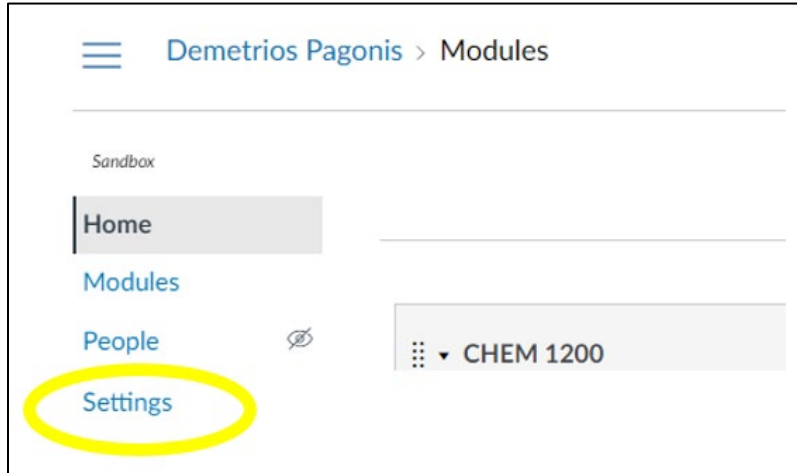 Demetrios Pagonis > Modules
Sandbox
Home
Modules
People
CHEM 1200
Settings